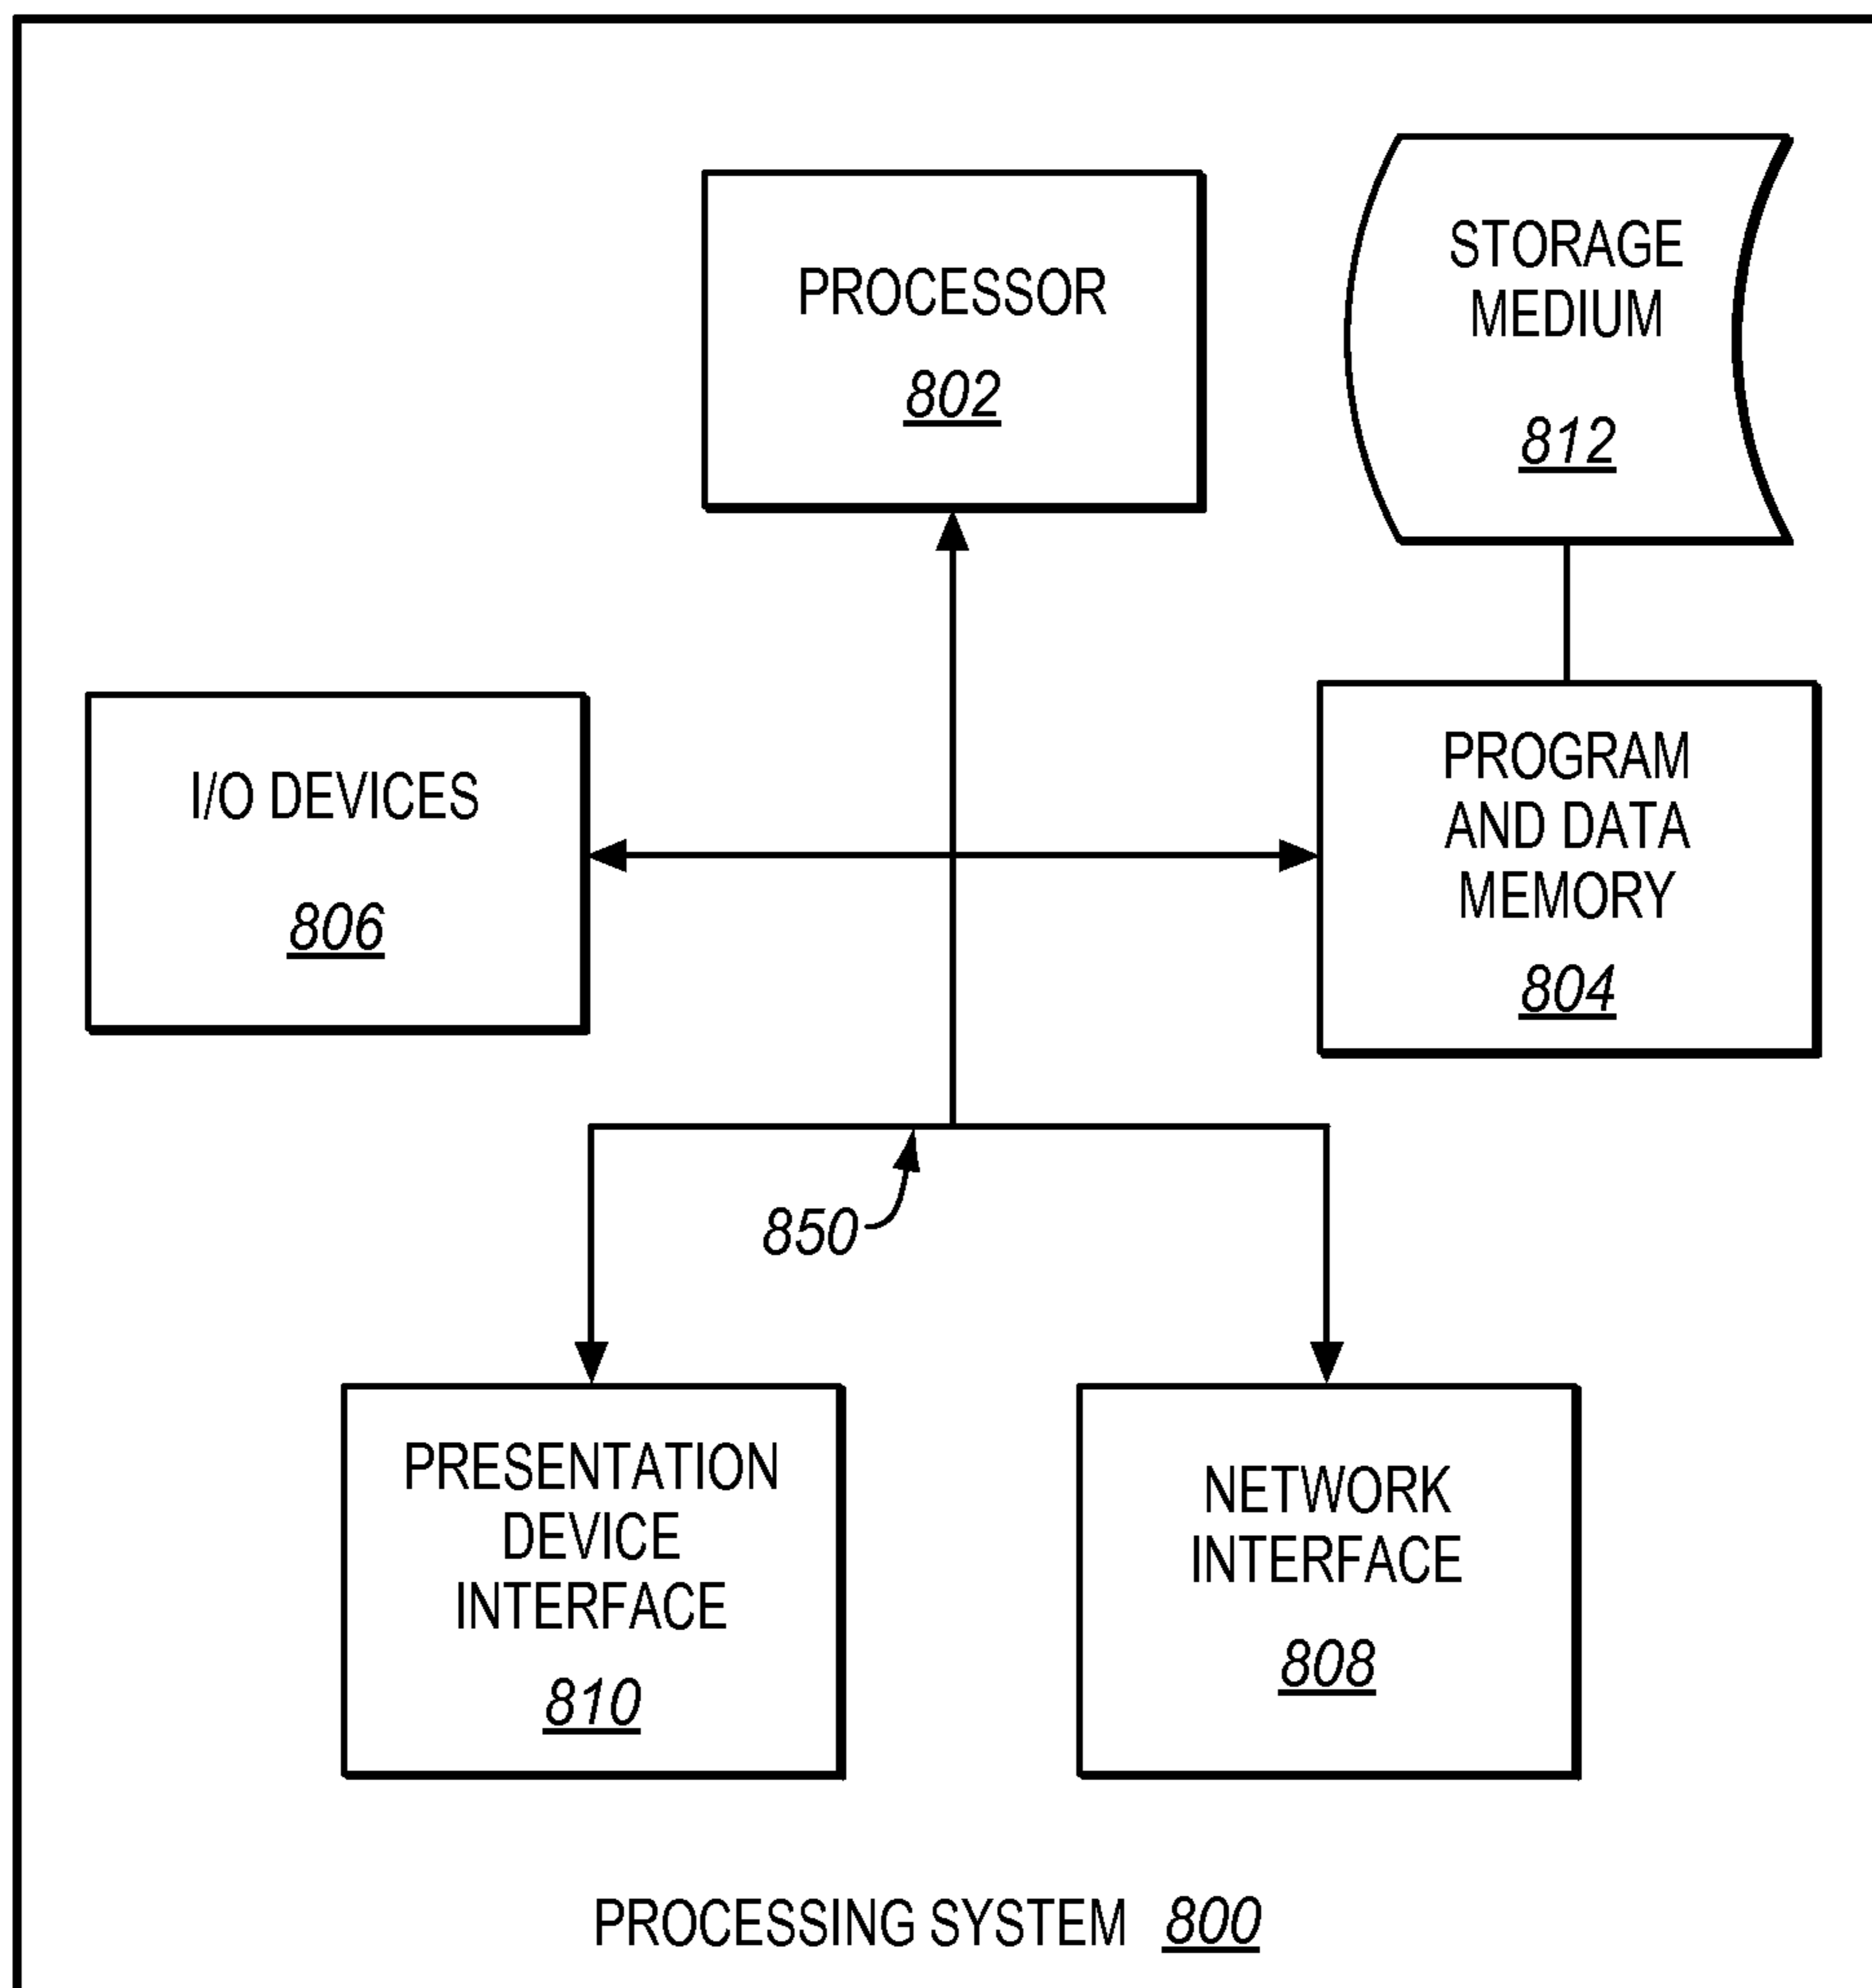 PROCESSOR
802
STORAGE
MEDIUM
812
I/O DEVICES
806
PROGRAM
AND DATA
MEMORY
804
850
PRESENTATION
DEVICE
INTERFACE
810
NETWORK
INTERFACE
808
PROCESSING SYSTEM 800